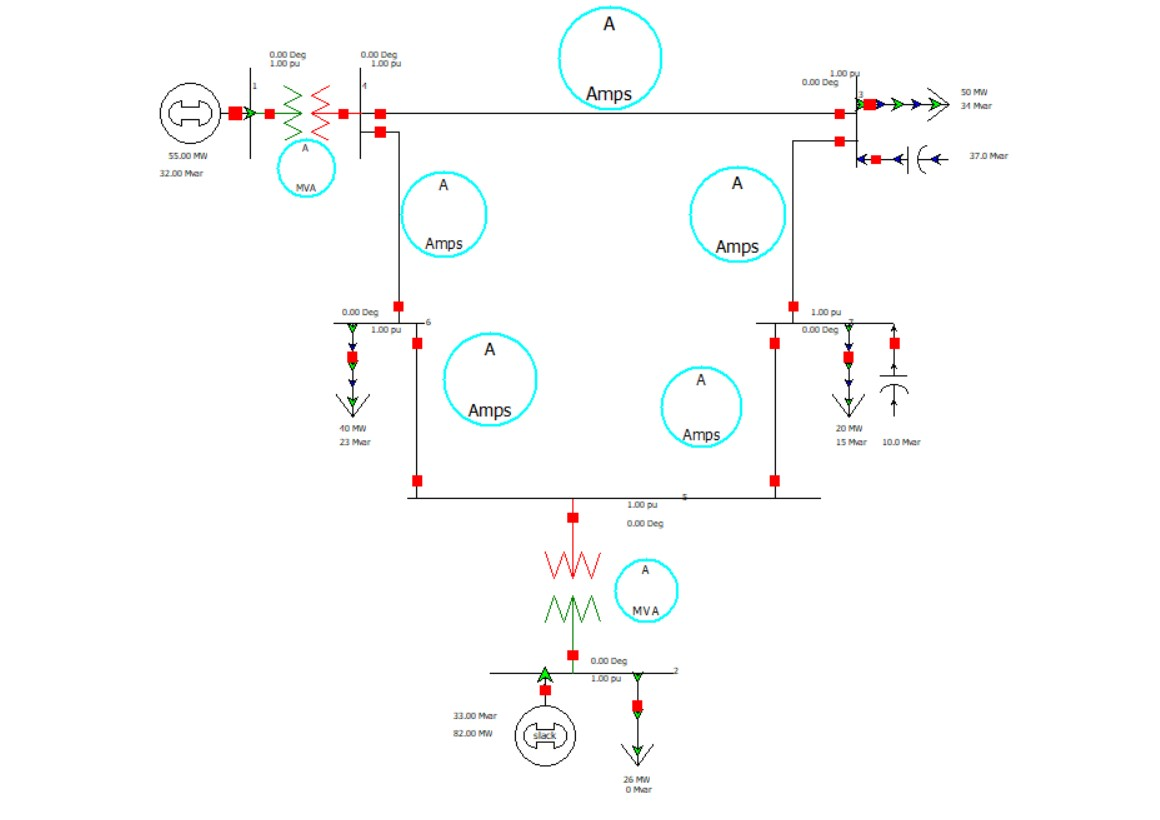 A
Amps
0.00 Deg
1.00 pu
0.00 Deg
1.00 pu
1
4
1.00 pu
0.00 Deg
3
50 MW
34 Mvar
55.00 MW
32.00 Mvar
A
MVA
37.0 Mvar
A
Amps
A
Amps
0.00 Deg
1.00 pu
6
1.00 pu
0.00 Deg
7
A
Amps
A
Amps
40 MW
23 Mvar
20 MW
15 Mvar
10.0 Mvar
5
1.00 pu
0.00 Deg
A
MVA
0.00 Deg
1.00 pu
2
33.00 Mvar
82.00 MW
slack
26 MW
0 Mvar